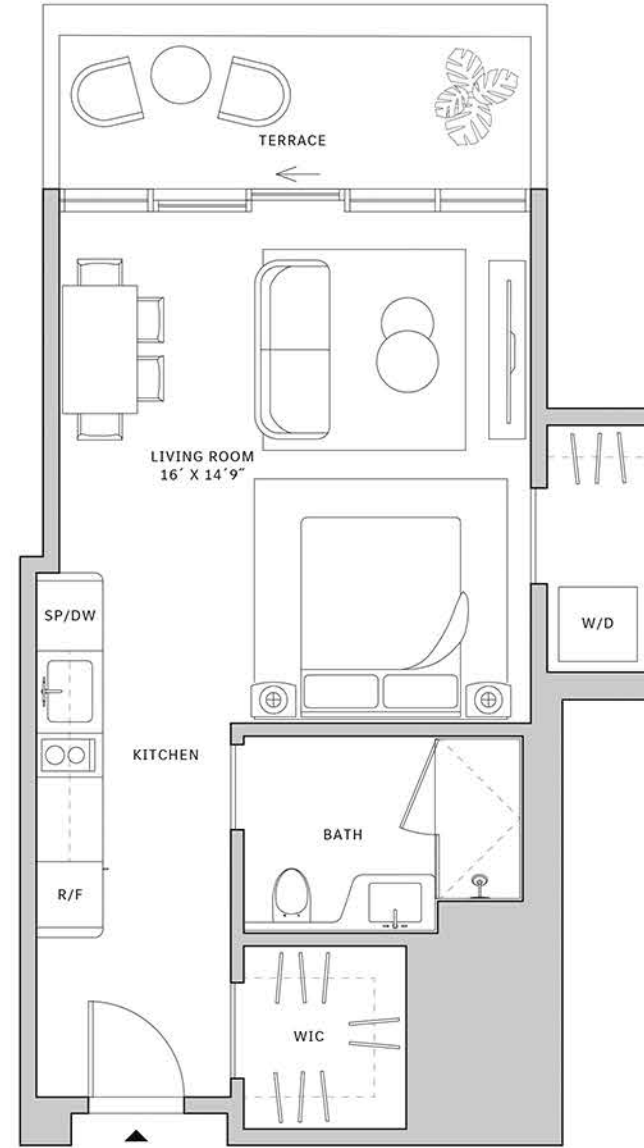 TERRACE
LIVING ROOM
16´ X 14´9˝
SP/DW
W/D
KITCHEN
BATH
R/F
WIC